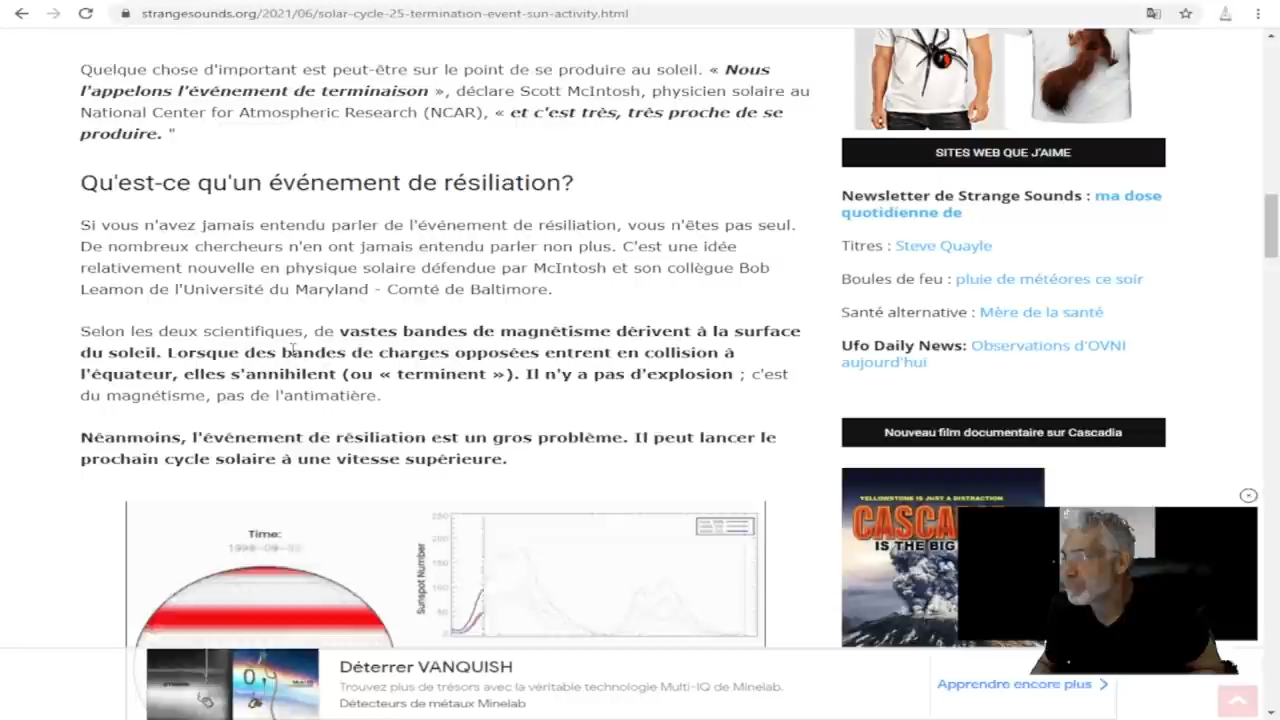 strangesounds.org/2021/06/solar-cycle-25-termination-event-sun-activity.html
Quelque chose d'important est peut-être sur le point de se produire au soleil. « Nous
l'appelons l'événement de terminaison », déclare Scott McIntosh, physicien solaire au
National Center for Atmospheric Research (NCAR), « et c'est très, très proche de se
produire. "
Qu'est-ce qu'un événement de résiliation?
Si vous n'avez jamais entendu parler de l'événement de résiliation, vous n'êtes pas seul.
De nombreux chercheurs n'en ont jamais entendu parler non plus. C'est une idée
relativement nouvelle en physique solaire défendue par McIntosh et son collègue Bob
Leamon de l'Université du Maryland - Comté de Baltimore.
Selon les deux scientifiques, de vastes bandes de magnétisme dérivent à la surface
du soleil. Lorsque des bandes de charges opposées entrent en collision à
l'équateur, elles s'annihilent (ou « terminent »). Il n'y a pas d'explosion ; c'est
du magnétisme, pas de l'antimatière.
Néanmoins, l'événement de résiliation est un gros problème. Il peut lancer le
prochain cycle solaire à une vitesse supérieure.
Time:
Sunspot Number
250
200
150
100
50
0
SITES WEB QUE J'AIME
Newsletter de Strange Sounds : ma dose
quotidienne de
Titres : Steve Quayle
Boules de feu : pluie de météores ce soir
Santé alternative : Mère de la santé
Ufo Daily News: Observations d'OVNI
aujourd'hui
Nouveau film documentaire sur Cascadia
YELLOWSTONE IS JUST A DISTRACTION
CASCA
IS THE BIG
Déterrer VANQUISH
Trouvez plus de trésors avec la véritable technologie Multi-IQ de Minelab.
Détecteurs de métaux Minelab
Apprendre encore plus